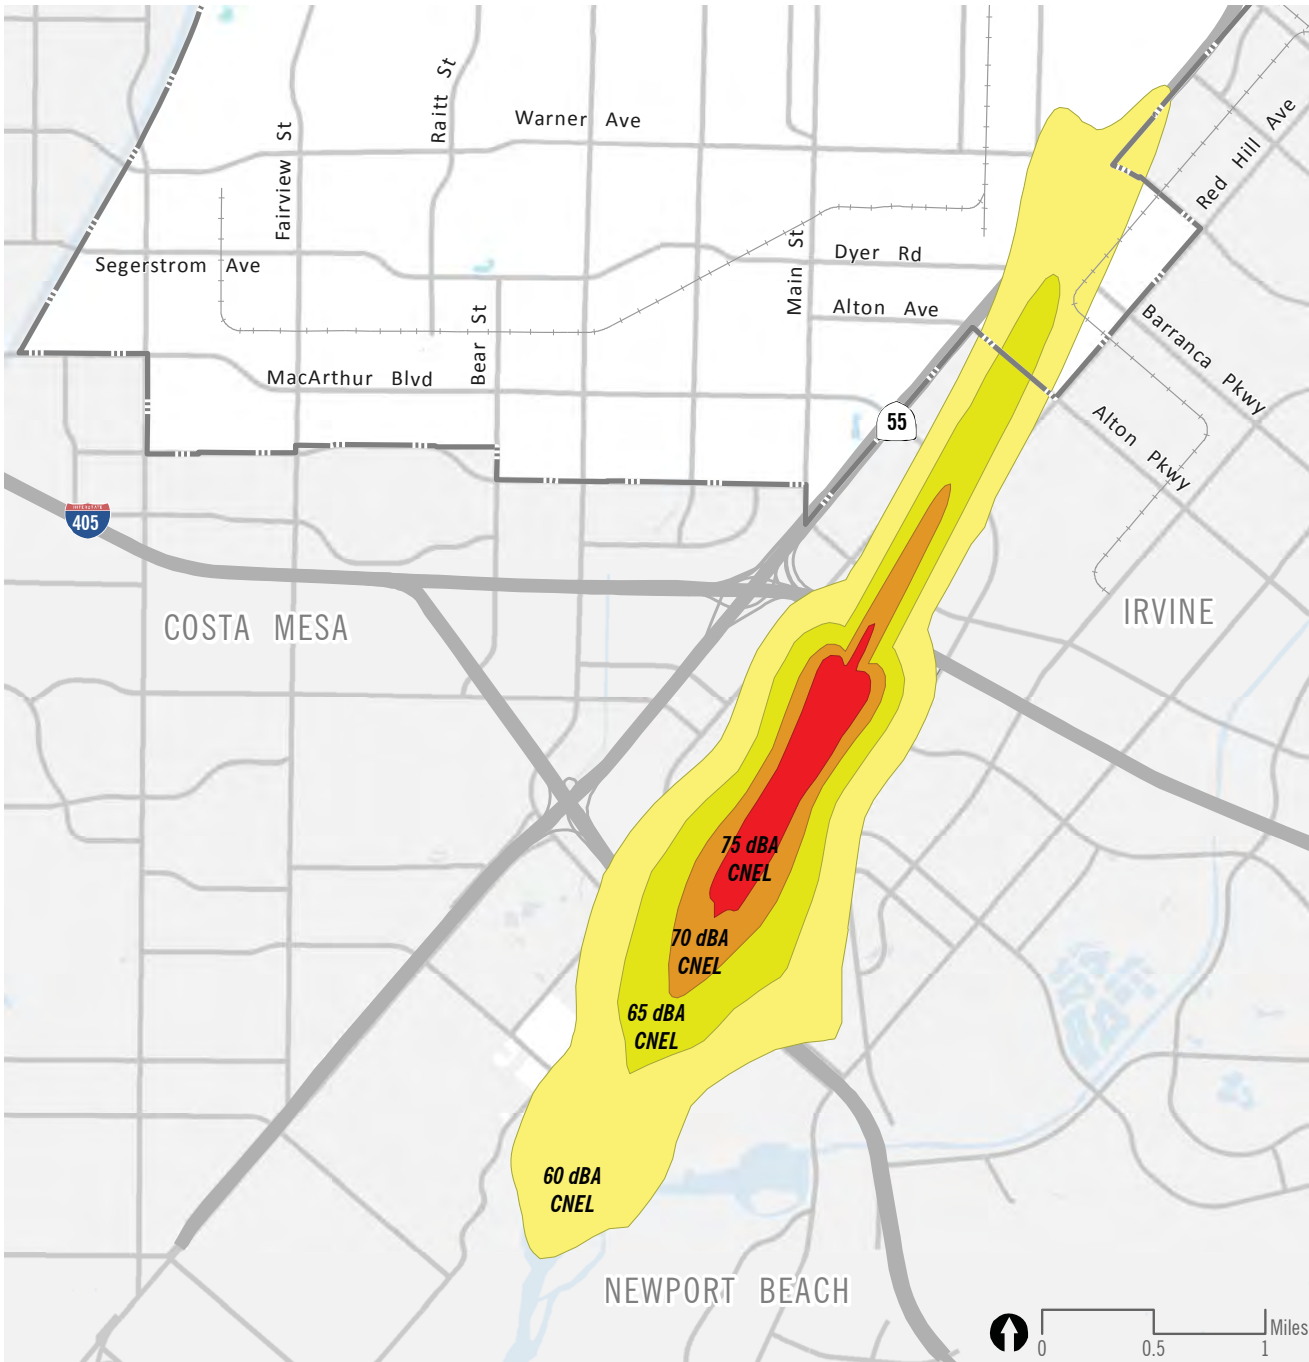 Warner Ave
Raitt St
Fairview St
Red Hill Ave
Segerstrom Ave
Main St
Dyer Rd
Alton Ave
Bear St
MacArthur Blvd
Barranca Pkwy
55
Alton Pkwy
INTERSTATE
405
COSTA MESA
IRVINE
75 dBA
CNEL
70 dBA
CNEL
65 dBA
CNEL
60 dBA
CNEL
NEWPORT BEACH
Miles
0 0.5 1